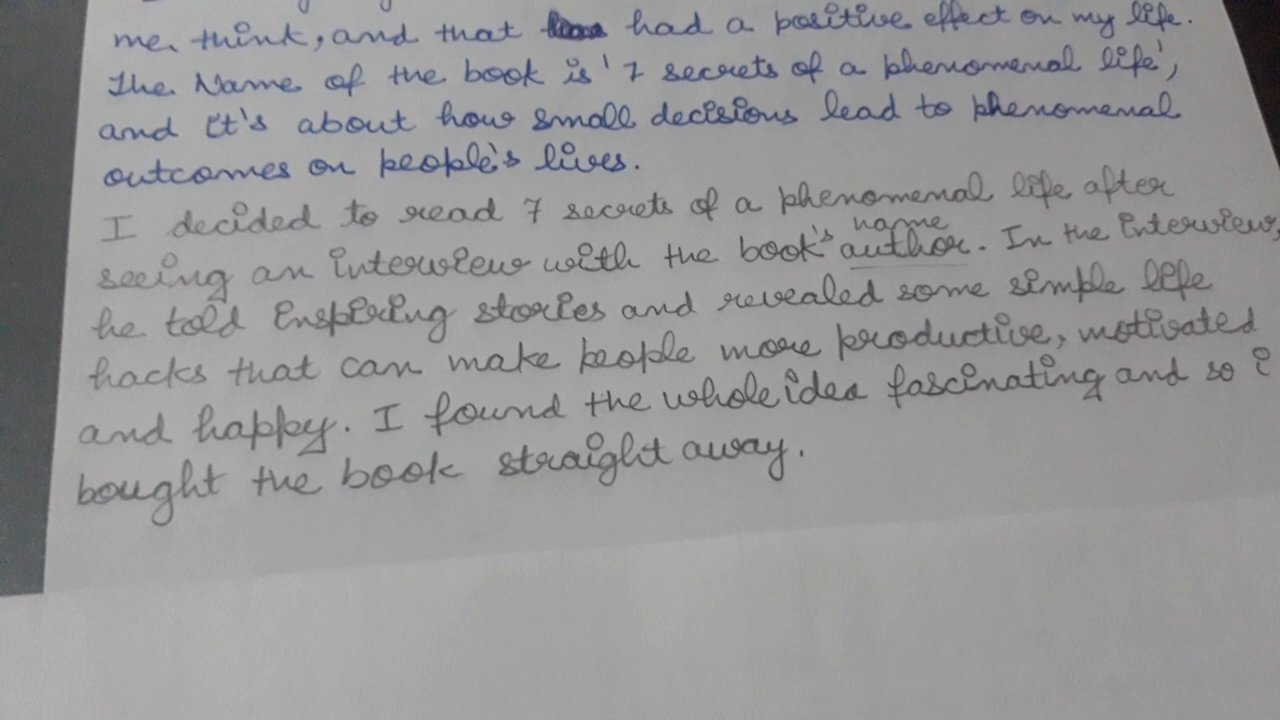 me think, and that had a positive effect on my life.
The Name of the book is '7 secrets of a phenomenal life',
and it's about how small decisions lead to phenomenal
outcomes on people's lives.
I decided to read 7 secrets of a phenomenal life after
name
seeing an interview with the book's author. In the interview,
he told inspiring stories and revealed some simple life
hacks that can make people more productive, motivated
and happy. I found the whole idea fascinating and so i
bought the book straight away.